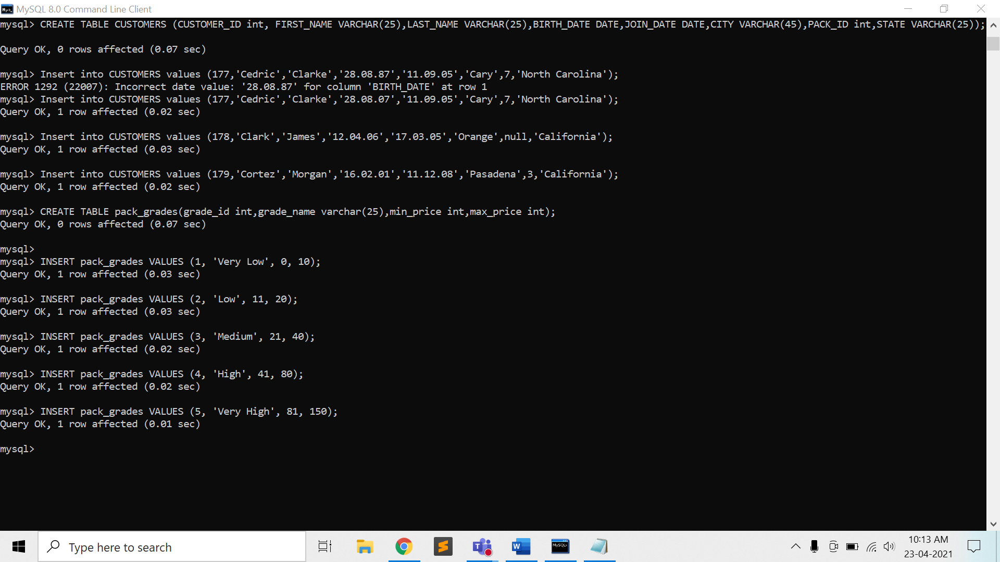 MySQL 8.0 Command Line Client
mysql> CREATE TABLE CUSTOMERS (CUSTOMER_ID int, FIRST_NAME VARCHAR(25),LAST_NAME VARCHAR(25),BIRTH_DATE DATE,JOIN_DATE DATE,CITY VARCHAR(45),PACK_ID int,STATE VARCHAR(25));
Query OK, 0 rows affected (0.07 sec)
mysql> Insert into CUSTOMERS values (177,'Cedric','Clarke','28.08.87','11.09.05','Cary',7,'North Carolina');
ERROR 1292 (22007): Incorrect date value: '28.08.87' for column 'BIRTH_DATE' at row 1
mysql> Insert into CUSTOMERS values (177,'Cedric','Clarke','28.08.07','11.09.05','Cary',7,'North Carolina');
Query OK, 1 row affected (0.02 sec)
mysql> Insert into CUSTOMERS values (178,'Clark','James','12.04.06','17.03.05','Orange',null,'California');
Query OK, 1 row affected (0.03 sec)
mysql> Insert into CUSTOMERS values (179,'Cortez','Morgan','16.02.01','11.12.08','Pasadena',3,'California');
Query OK, 1 row affected (0.02 sec)
mysql> CREATE TABLE pack_grades(grade_id int,grade_name varchar(25),min_price int,max_price int);
Query OK, 0 rows affected (0.07 sec)
mysql>
mysql> INSERT pack_grades VALUES (1, 'Very Low', 0, 10);
Query OK, 1 row affected (0.03 sec)
mysql> INSERT pack_grades VALUES (2, 'Low', 11, 20);
Query OK, 1 row affected (0.03 sec)
mysql> INSERT pack_grades VALUES (3, 'Medium', 21, 40);
Query OK, 1 row affected (0.02 sec)
mysql> INSERT pack_grades VALUES (4, 'High', 41, 80);
Query OK, 1 row affected (0.02 sec)
mysql> INSERT pack_grades VALUES (5, 'Very High', 81, 150);
Query OK, 1 row affected (0.01 sec)
mysql>
Type here to search
10:13 AM
23-04-2021